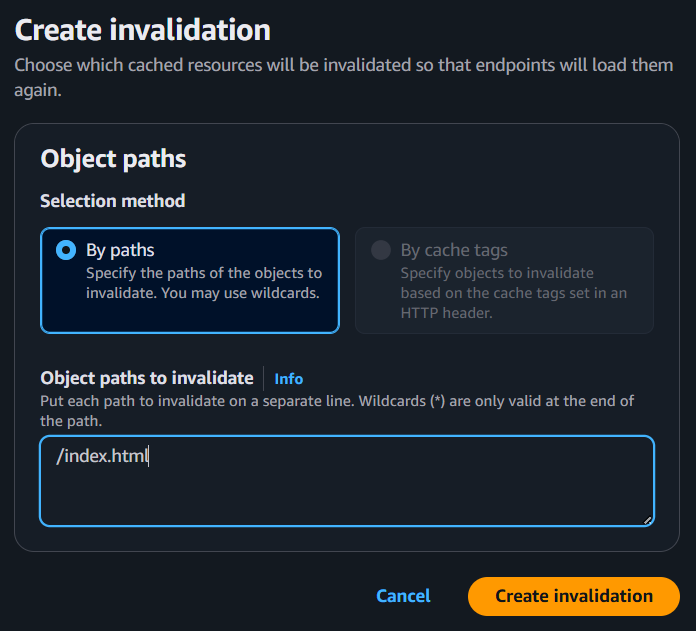 Create invalidation
Choose which cached resources will be invalidated so that endpoints will load them
again.
Object paths
Selection method
By paths
Specify the paths of the objects to
invalidate. You may use wildcards.
By cache tags
Specify objects to invalidate
based on the cache tags set in an
HTTP header.
Object paths to invalidate
Info
Put each path to invalidate on a separate line. Wildcards (*) are only valid at the end of
the path.
/index.html
Cancel
Create invalidation